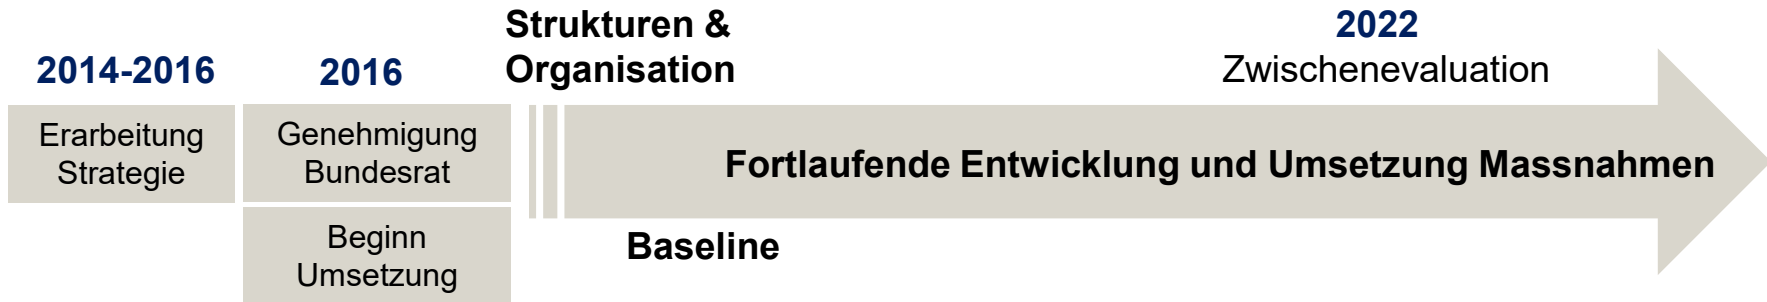 2014-2016
Erarbeitung
Strategie
2016
Genehmigung
Bundesrat
Beginn
Umsetzung
Strukturen &
Organisation
2022
Zwischenevaluation
Fortlaufende Entwicklung und Umsetzung Massnahmen
Baseline